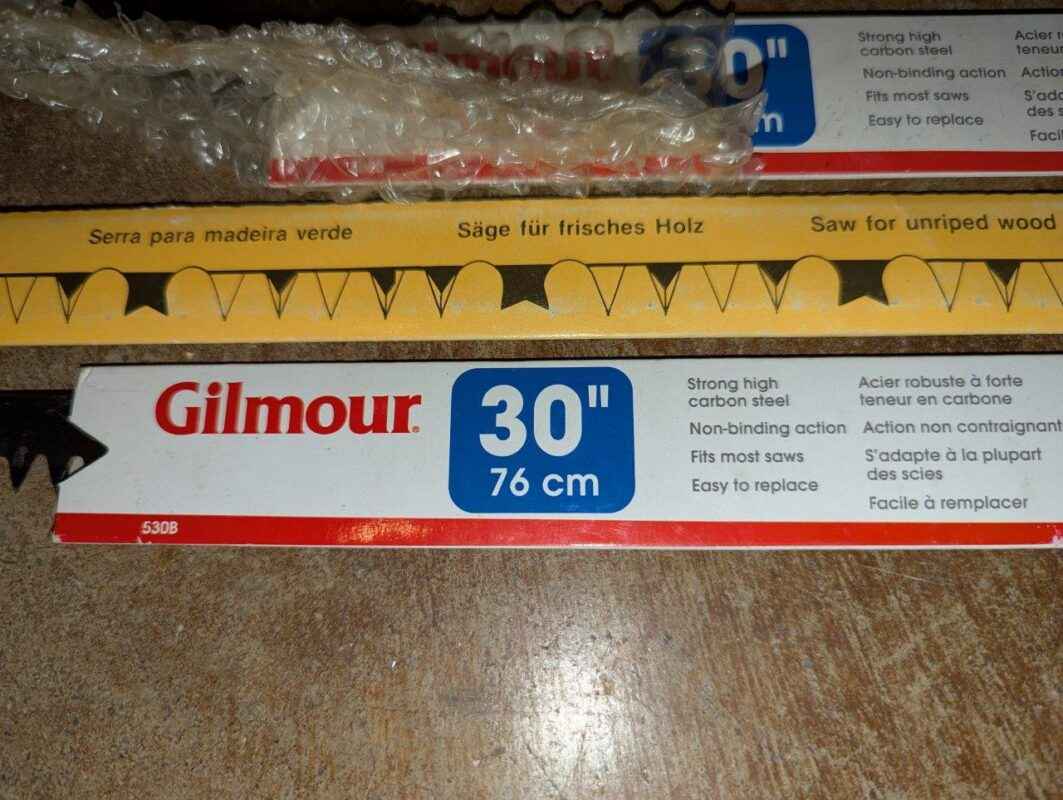 30"
Strong high
carbon steel
Non-binding action
Fits most saws
Easy to replace
Acier
teneur
Serra para madeira verde
Säge für frisches Holz
Saw for unriped wood
Gilmour
530B
30"
76 cm
Strong high
carbon steel
Non-binding action
Fits most saws
Easy to replace
Acier robuste à forte
teneur en carbone
Action non contraignant
S'adapte à la plupart
des scies
Facile à remplacer